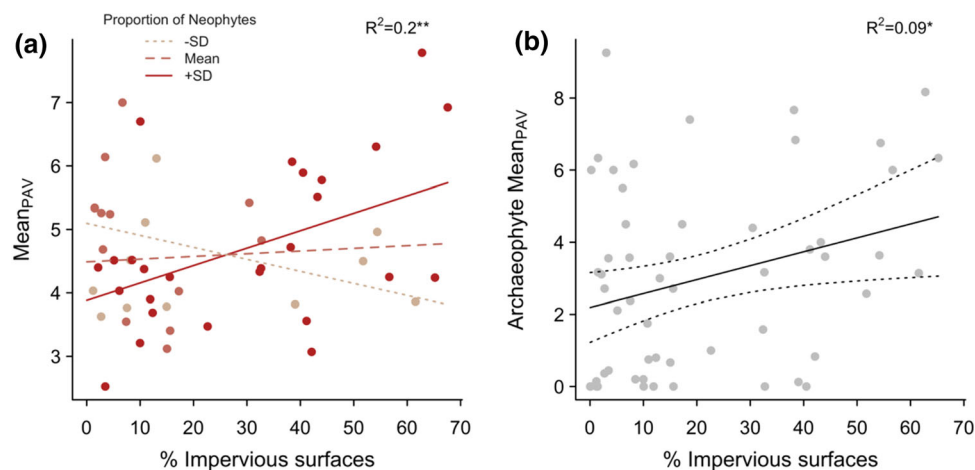 Proportion of Neophytes
-SD
Mean
+SD
(a)
R²=0.2**
7
6
5
4
3
Mean_PAV
0 10 20 30 40 50 60 70
% Impervious surfaces
(b)
R²=0.09*
8
6
4
2
0
Archaeophyte Mean_PAV
0 10 20 30 40 50 60 70
% Impervious surfaces